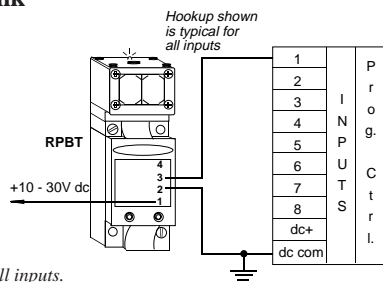 Hookup shown
is typical for
all inputs
RPBT
4
3
2
1
+10 - 30V dc
1
2
3
4
5
6
7
8
dc+
dc com
INPUTS
Prog. Ctrl.
ll inputs.